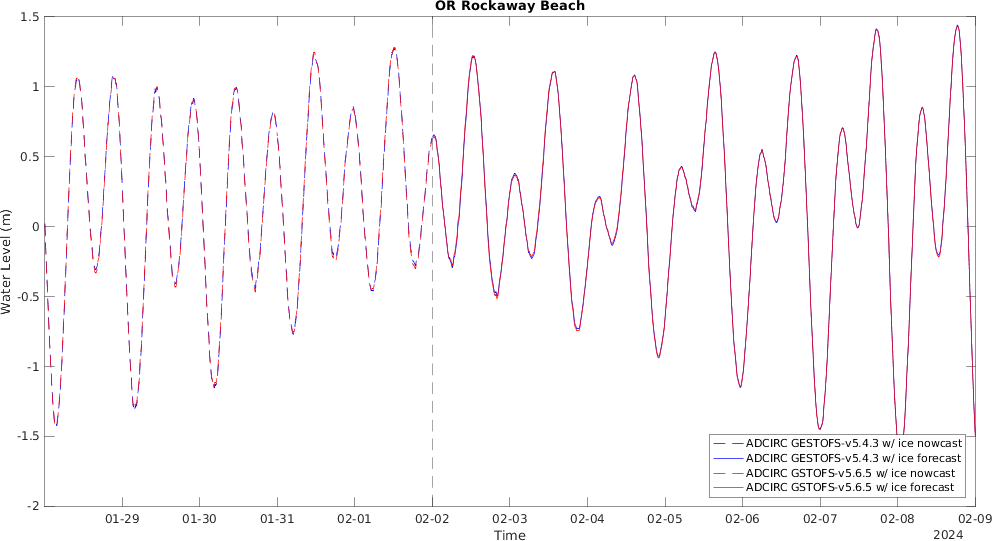 OR Rockaway Beach
Water Level (m)
1.5
1
0.5
0
-0.5
-1
-1.5
-2
ADCIRC GESTOFS-v5.4.3 w/ ice nowcast
ADCIRC GESTOFS-v5.4.3 w/ ice forecast
ADCIRC GSTOFS-v5.6.5 w/ ice nowcast
ADCIRC GSTOFS-v5.6.5 w/ ice forecast
01-29 01-30 01-31 02-01 02-02 02-03 02-04 02-05 02-06 02-07 02-08 02-09
Time
2024